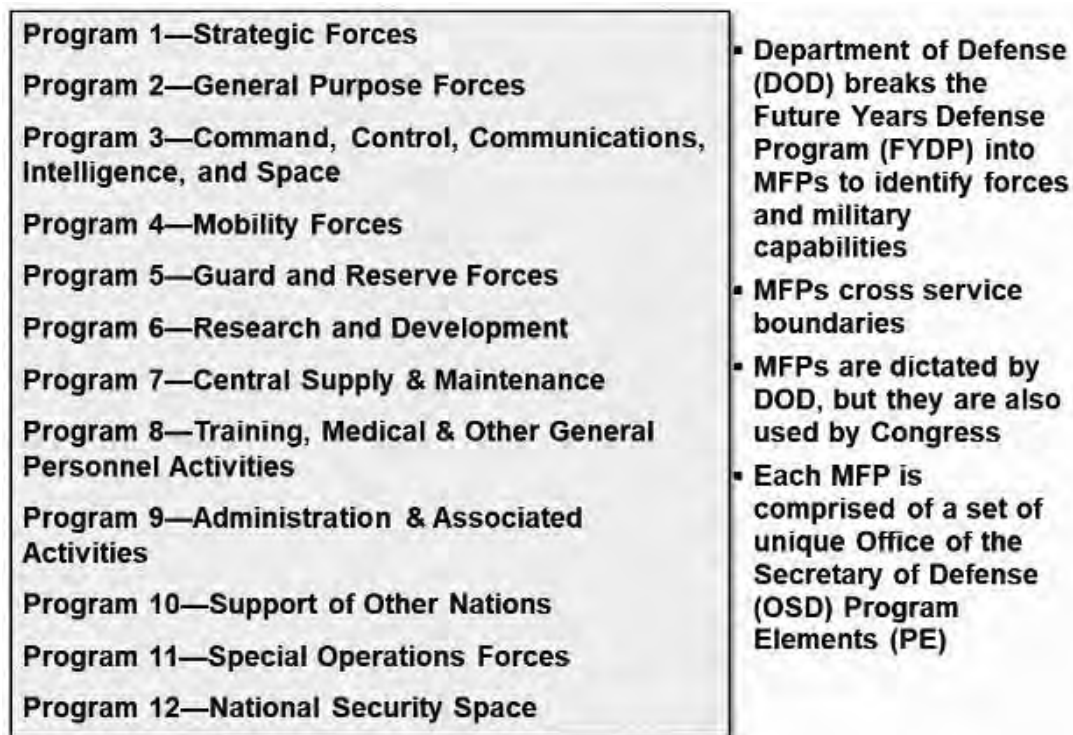 Program 1—Strategic Forces
Program 2—General Purpose Forces
Program 3—Command, Control, Communications,
Intelligence, and Space
Program 4—Mobility Forces
Program 5—Guard and Reserve Forces
Program 6—Research and Development
Program 7—Central Supply & Maintenance
Program 8—Training, Medical & Other General
Personnel Activities
Program 9—Administration & Associated
Activities
Program 10—Support of Other Nations
Program 11—Special Operations Forces
Program 12—National Security Space
▪ Department of Defense
(DOD) breaks the
Future Years Defense
Program (FYDP) into
MFPs to identify forces
and military
capabilities
▪ MFPs cross service
boundaries
▪ MFPs are dictated by
DOD, but they are also
used by Congress
▪ Each MFP is
comprised of a set of
unique Office of the
Secretary of Defense
(OSD) Program
Elements (PE)